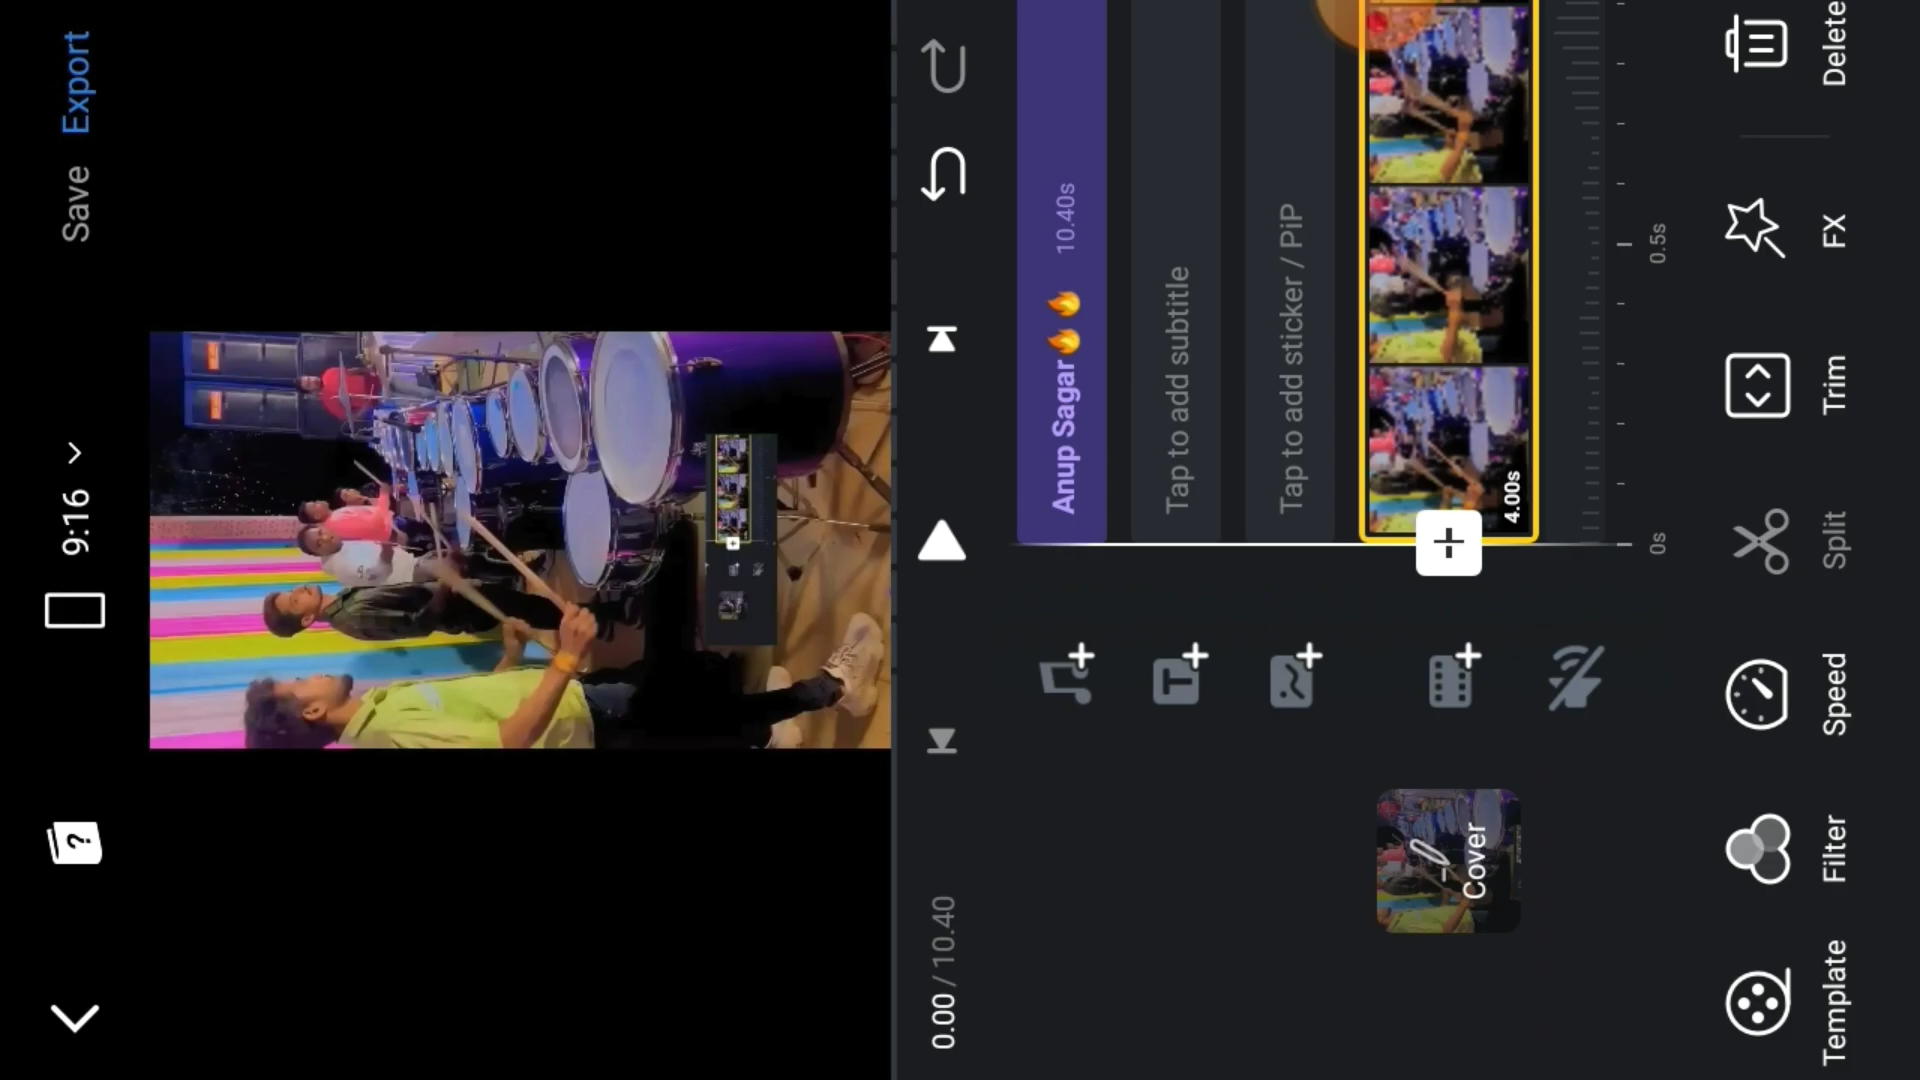 9:16
Save Export
0.00 / 10.40
Anup Sagar🔥🔥 10.40s
Tap to add subtitle
Tap to add sticker / PiP
Cover
4.00s
0s 0.5s
Template Filter Speed Split Trim FX Delete